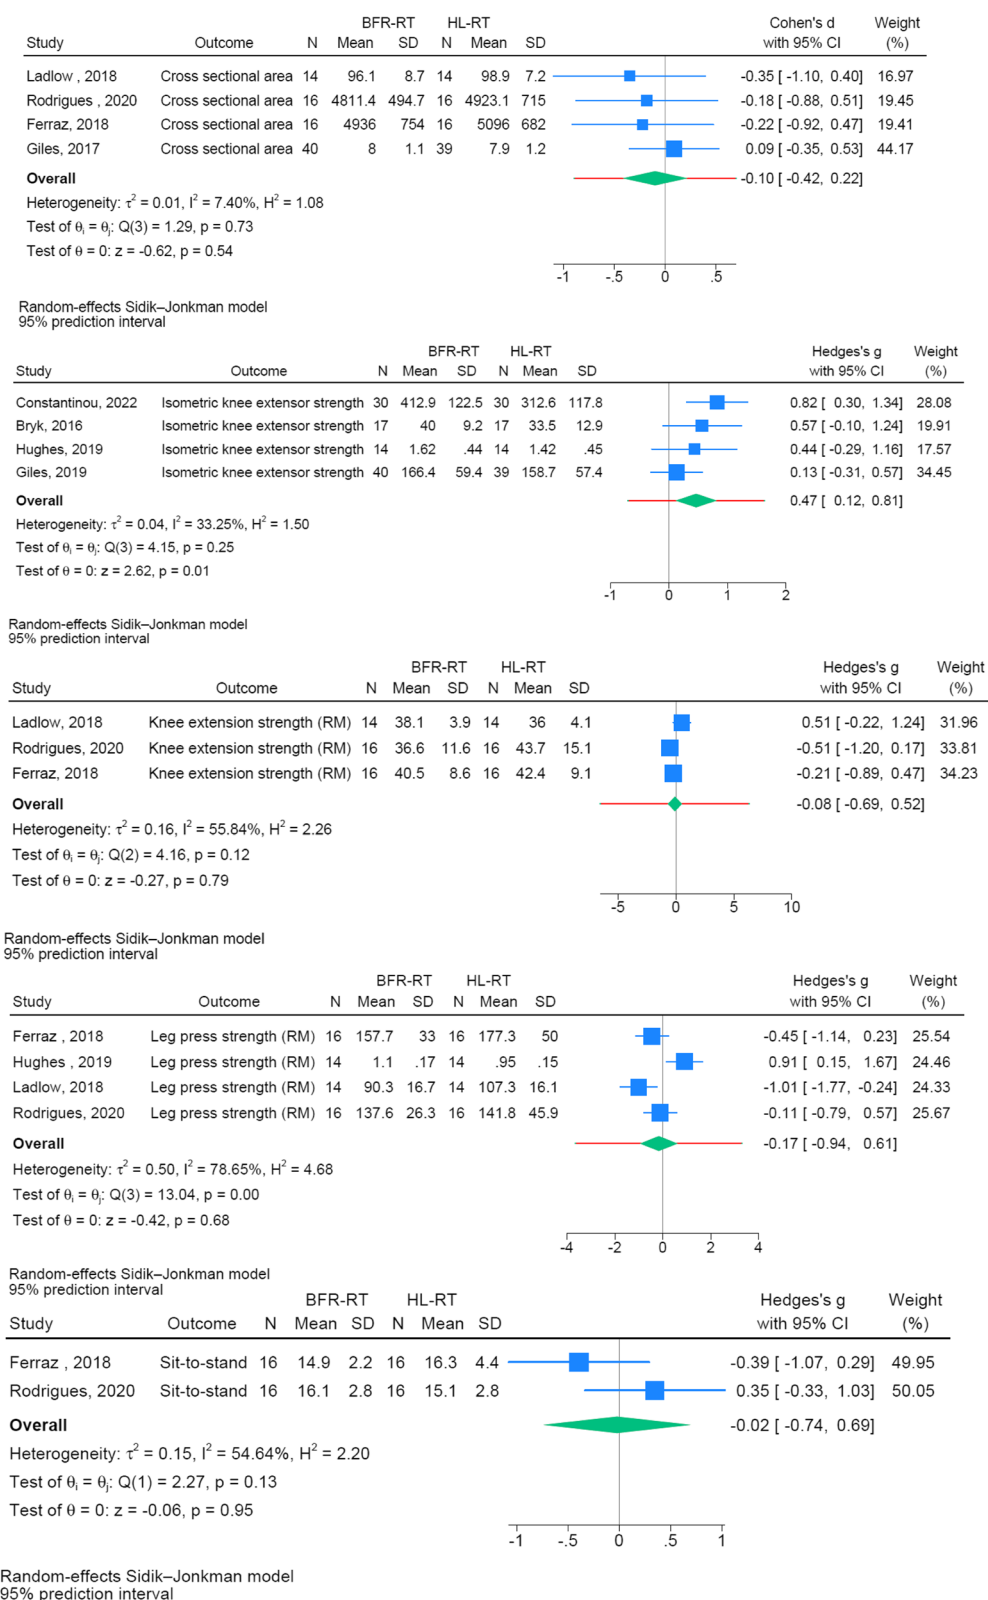 BFR-RT HL-RT Cohen's d Weight
Study Outcome N Mean SD N Mean SD with 95% CI (%)
Ladlow , 2018 Cross sectional area 14 96.1 8.7 14 98.9 7.2 -0.35 [ -1.10, 0.40] 16.97
Rodrigues , 2020 Cross sectional area 16 4811.4 494.7 16 4923.1 715 -0.18 [ -0.88, 0.51] 19.45
Ferraz, 2018 Cross sectional area 16 4936 754 16 5096 682 -0.22 [ -0.92, 0.47] 19.41
Giles, 2017 Cross sectional area 40 8 1.1 39 7.9 1.2 0.09 [ -0.35, 0.53] 44.17
Overall -0.10 [ -0.42, 0.22]
Heterogeneity: τ² = 0.01, I² = 7.40%, H² = 1.08
Test of θi = θj: Q(3) = 1.29, p = 0.73
Test of θ = 0: z = -0.62, p = 0.54
-1 -.5 0 .5
Random-effects Sidik–Jonkman model
95% prediction interval
BFR-RT HL-RT Hedges's g Weight
Study Outcome N Mean SD N Mean SD with 95% CI (%)
Constantinou, 2022 Isometric knee extensor strength 30 412.9 122.5 30 312.6 117.8 0.82 [ 0.30, 1.34] 28.08
Bryk, 2016 Isometric knee extensor strength 17 40 9.2 17 33.5 12.9 0.57 [ -0.10, 1.24] 19.91
Hughes, 2019 Isometric knee extensor strength 14 1.62 .44 14 1.42 .45 0.44 [ -0.29, 1.16] 17.57
Giles, 2019 Isometric knee extensor strength 40 166.4 59.4 39 158.7 57.4 0.13 [ -0.31, 0.57] 34.45
Overall 0.47 [ 0.12, 0.81]
Heterogeneity: τ² = 0.04, I² = 33.25%, H² = 1.50
Test of θi = θj: Q(3) = 4.15, p = 0.25
Test of θ = 0: z = 2.62, p = 0.01
-1 0 1 2
Random-effects Sidik–Jonkman model
95% prediction interval
BFR-RT HL-RT Hedges's g Weight
Study Outcome N Mean SD N Mean SD with 95% CI (%)
Ladlow, 2018 Knee extension strength (RM) 14 38.1 3.9 14 36 4.1 0.51 [ -0.22, 1.24] 31.96
Rodrigues, 2020 Knee extension strength (RM) 16 36.6 11.6 16 43.7 15.1 -0.51 [ -1.20, 0.17] 33.81
Ferraz, 2018 Knee extension strength (RM) 16 40.5 8.6 16 42.4 9.1 -0.21 [ -0.89, 0.47] 34.23
Overall -0.08 [ -0.69, 0.52]
Heterogeneity: τ² = 0.16, I² = 55.84%, H² = 2.26
Test of θi = θj: Q(2) = 4.16, p = 0.12
Test of θ = 0: z = -0.27, p = 0.79
-5 0 5 10
Random-effects Sidik–Jonkman model
95% prediction interval
BFR-RT HL-RT Hedges's g Weight
Study Outcome N Mean SD N Mean SD with 95% CI (%)
Ferraz , 2018 Leg press strength (RM) 16 157.7 33 16 177.3 50 -0.45 [ -1.14, 0.23] 25.54
Hughes , 2019 Leg press strength (RM) 14 1.1 .17 14 .95 .15 0.91 [ 0.15, 1.67] 24.46
Ladlow, 2018 Leg press strength (RM) 14 90.3 16.7 14 107.3 16.1 -1.01 [ -1.77, -0.24] 24.33
Rodrigues, 2020 Leg press strength (RM) 16 137.6 26.3 16 141.8 45.9 -0.11 [ -0.79, 0.57] 25.67
Overall -0.17 [ -0.94, 0.61]
Heterogeneity: τ² = 0.50, I² = 78.65%, H² = 4.68
Test of θi = θj: Q(3) = 13.04, p = 0.00
Test of θ = 0: z = -0.42, p = 0.68
-4 -2 0 2 4
Random-effects Sidik–Jonkman model
95% prediction interval
BFR-RT HL-RT Hedges's g Weight
Study Outcome N Mean SD N Mean SD with 95% CI (%)
Ferraz , 2018 Sit-to-stand 16 14.9 2.2 16 16.3 4.4 -0.39 [ -1.07, 0.29] 49.95
Rodrigues, 2020 Sit-to-stand 16 16.1 2.8 16 15.1 2.8 0.35 [ -0.33, 1.03] 50.05
Overall -0.02 [ -0.74, 0.69]
Heterogeneity: τ² = 0.15, I² = 54.64%, H² = 2.20
Test of θi = θj: Q(1) = 2.27, p = 0.13
Test of θ = 0: z = -0.06, p = 0.95
-1 -.5 0 .5 1
Random-effects Sidik–Jonkman model
95% prediction interval